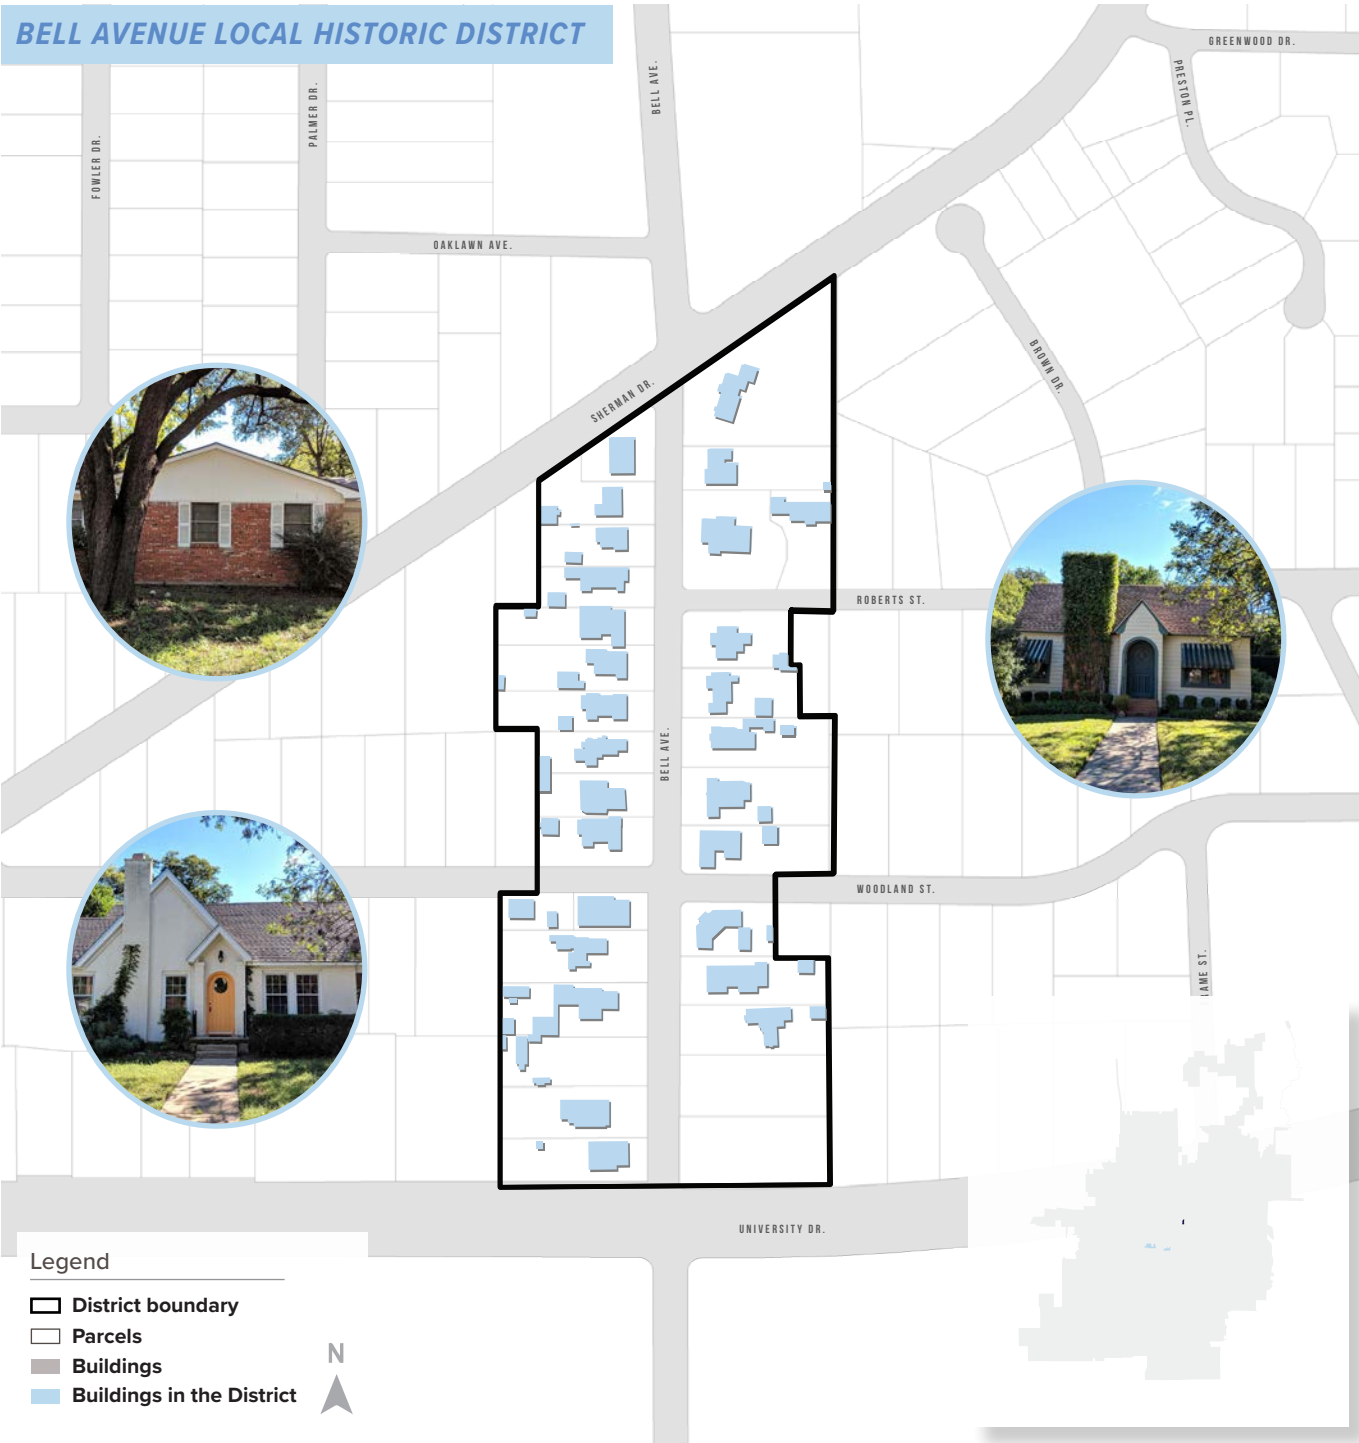 BELL AVENUE LOCAL HISTORIC DISTRICT
GREENWOOD DR.
PRESTON PL.
BELL AVE.
PALMER DR.
FOWLER DR.
OAKLAWN AVE.
BROWN DR.
SHERMAN DR.
ROBERTS ST.
BELL AVE.
WOODLAND ST.
UNIVERSITY DR.
Legend
District boundary
Parcels
Buildings
Buildings in the District
N